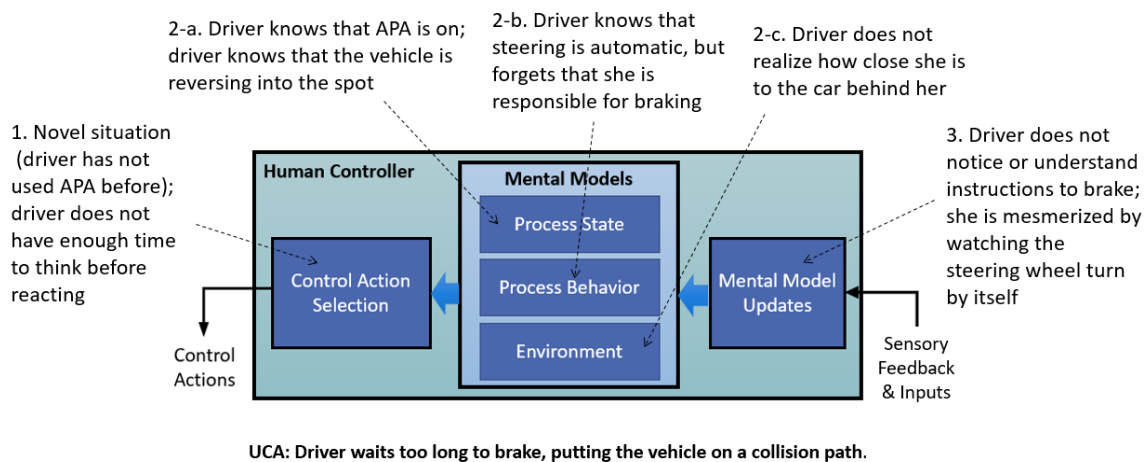 2-a. Driver knows that APA is on;
driver knows that the vehicle is
reversing into the spot
2-b. Driver knows that
steering is automatic, but
forgets that she is
responsible for braking
2-c. Driver does not
realize how close she is
to the car behind her
1. Novel situation
(driver has not
used APA before);
driver does not
have enough time
to think before
reacting
3. Driver does not
notice or understand
instructions to brake;
she is mesmerized by
watching the
steering wheel turn
by itself
Human Controller
Mental Models
Process State
Process Behavior
Environment
Control Action
Selection
Mental Model
Updates
Control
Actions
Sensory
Feedback
& Inputs
UCA: Driver waits too long to brake, putting the vehicle on a collision path.